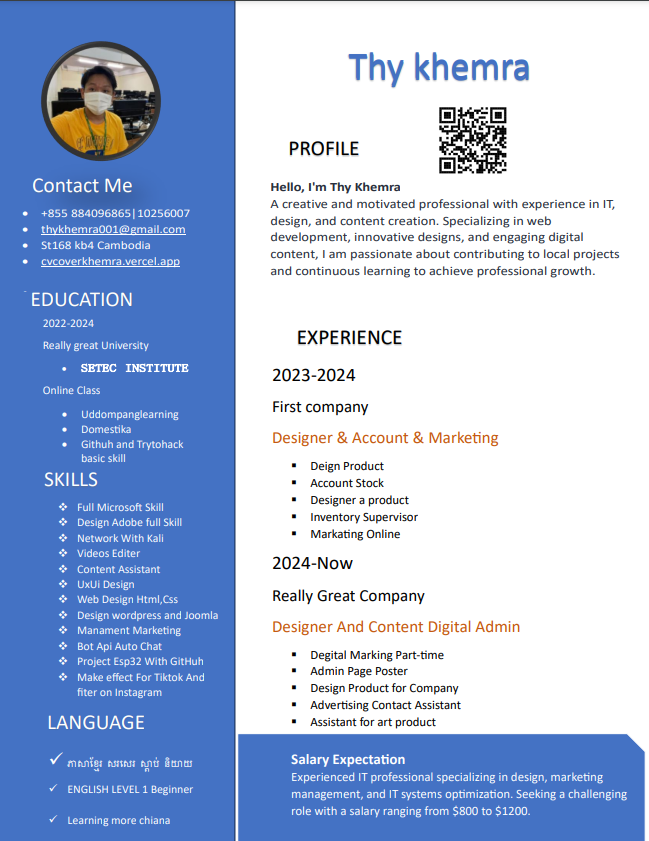 Thy khemra
Contact Me
+855 884096865|10256007
thykhemra001@gmail.com
St168 kb4 Cambodia
cvcoverkhemra.vercel.app
EDUCATION
2022-2024
Really great University
SETEC INSTITUTE
Online Class
Uddompanglearning
Domestika
Githuh and Trytohack
basic skill
SKILLS
Full Microsoft Skill
Design Adobe full Skill
Network With Kali
Videos Editer
Content Assistant
UxUi Design
Web Design Html,Css
Design wordpress and Joomla
Manament Marketing
Bot Api Auto Chat
Project Esp32 With GitHuh
Make effect For Tiktok And
fiter on Instagram
LANGUAGE
ភាសាខ្មែរ សរសេរ ស្តាប់ និយាយ
ENGLISH LEVEL 1 Beginner
Learning more chiana
PROFILE
Hello, I'm Thy Khemra
A creative and motivated professional with experience in IT,
design, and content creation. Specializing in web
development, innovative designs, and engaging digital
content, I am passionate about contributing to local projects
and continuous learning to achieve professional growth.
EXPERIENCE
2023-2024
First company
Designer & Account & Marketing
Deign Product
Account Stock
Designer a product
Inventory Supervisor
Markating Online
2024-Now
Really Great Company
Designer And Content Digital Admin
Degital Marking Part-time
Admin Page Poster
Design Product for Company
Advertising Contact Assistant
Assistant for art product
Salary Expectation
Experienced IT professional specializing in design, marketing
management, and IT systems optimization. Seeking a challenging
role with a salary ranging from $800 to $1200.